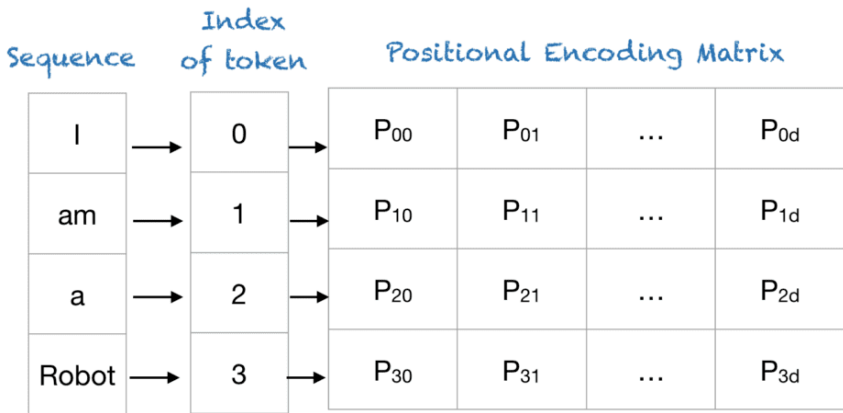 Sequence
Index
of token
Positional Encoding Matrix
I 0 P₀₀ P₀₁ ... P₀d
am 1 P₁₀ P₁₁ ... P₁d
a 2 P₂₀ P₂₁ ... P₂d
Robot 3 P₃₀ P₃₁ ... P₃d